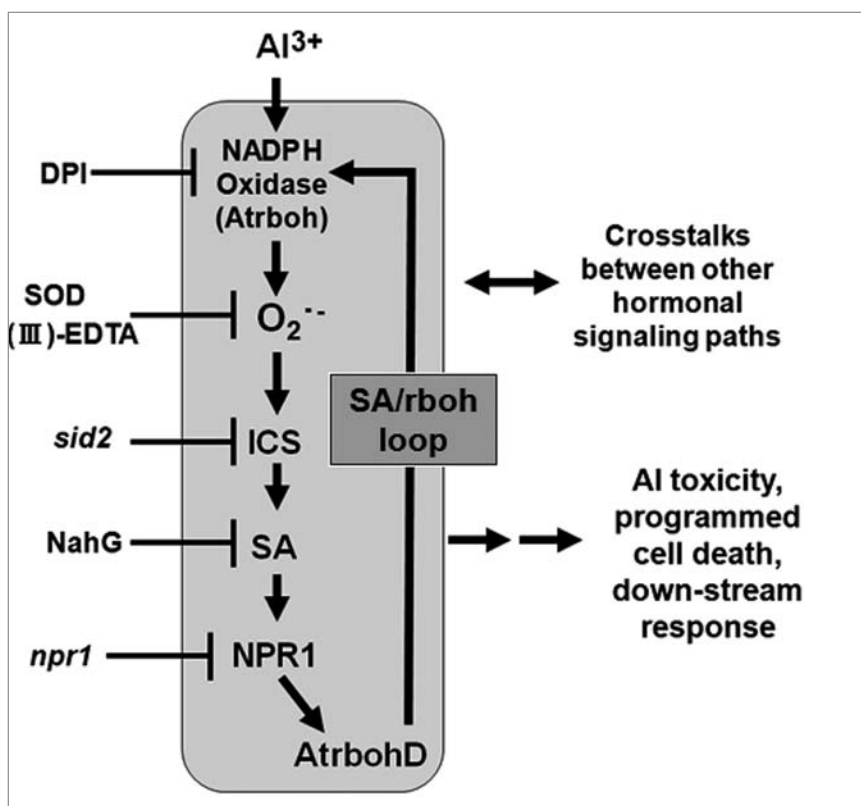 Al³⁺
NADPH
Oxidase
(Atrboh)
DPI
SOD
(Ⅲ)-EDTA
O₂·-
sid2
ICS
NahG
SA
npr1
NPR1
AtrbohD
SA/rboh
loop
Crosstalks
between other
hormonal
signaling paths
Al toxicity,
programmed
cell death,
down-stream
response